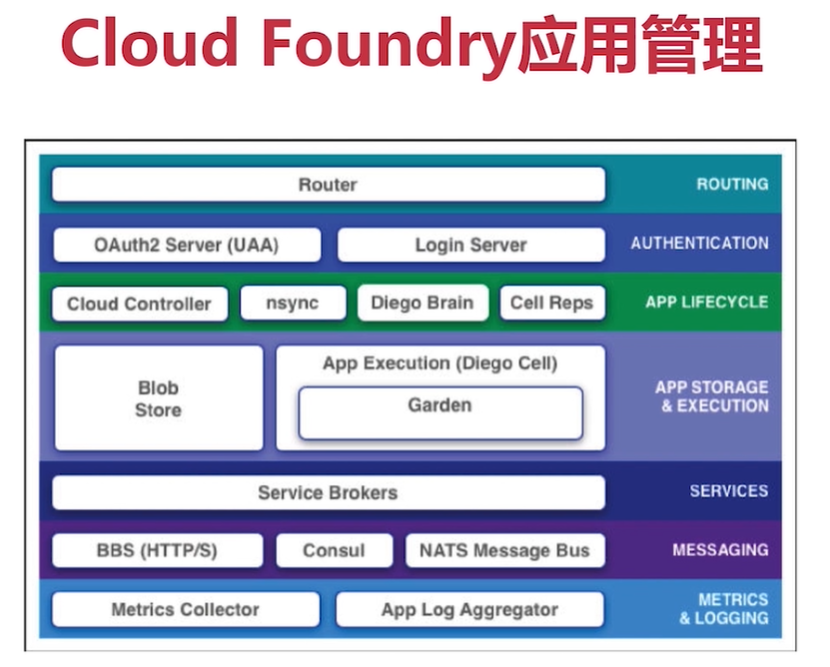 Cloud Foundry应用管理
Router
ROUTING
OAuth2 Server (UAA)
Login Server
AUTHENTICATION
Cloud Controller
nsync
Diego Brain
Cell Reps
APP LIFECYCLE
Blob
Store
App Execution (Diego Cell)
Garden
APP STORAGE
& EXECUTION
Service Brokers
SERVICES
BBS (HTTP/S)
Consul
NATS Message Bus
MESSAGING
Metrics Collector
App Log Aggregator
METRICS
& LOGGING